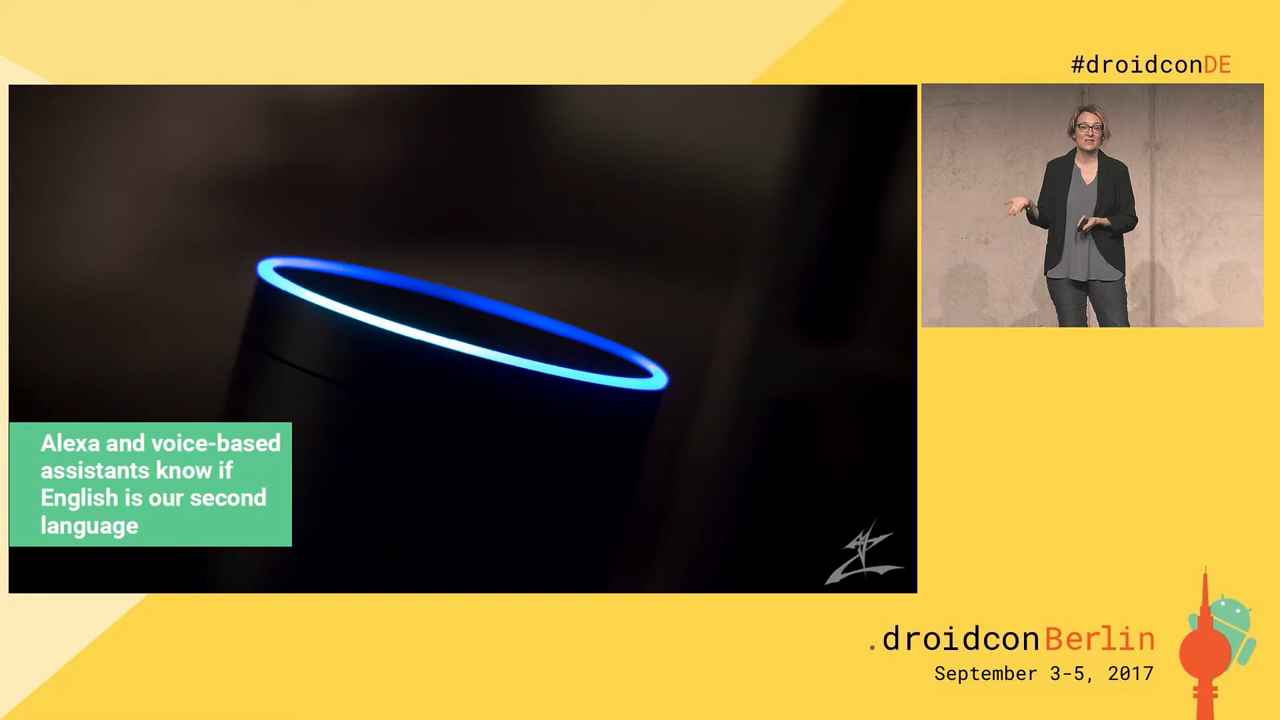 #droidconDE
Alexa and voice-based
assistants know if
English is our second
language
.droidconBerlin
September 3-5, 2017